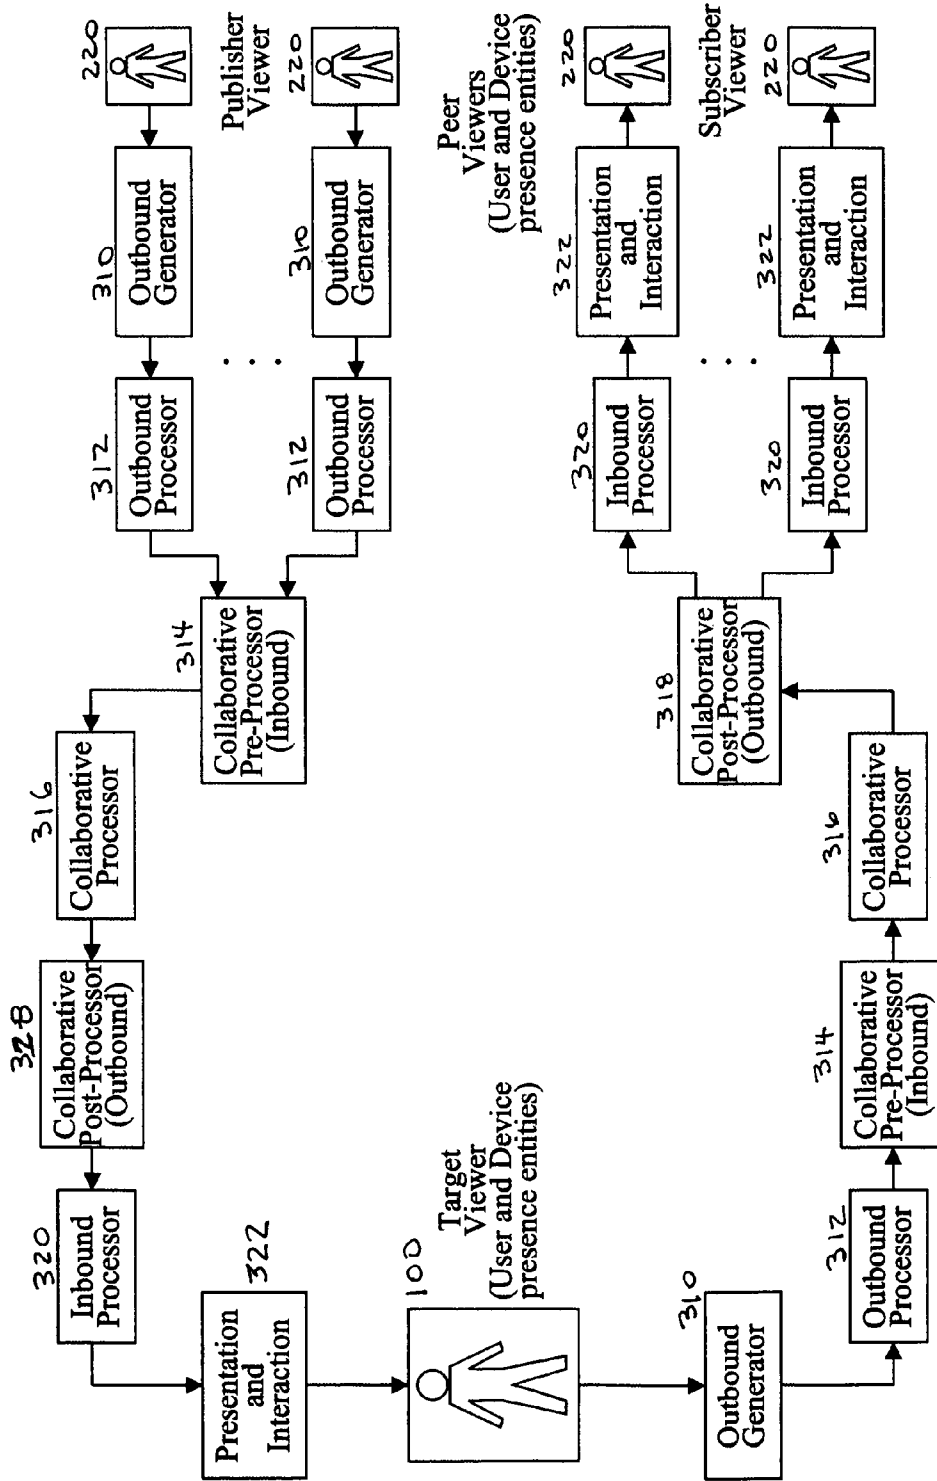 320
Inbound
Processor
328
Collaborative
Post-Processor
(Outbound)
316
Collaborative
Processor
312
Outbound
Processor
310
Outbound
Generator
220
322
Presentation
and
Interaction
314
Collaborative
Pre-Processor
(Inbound)
. . .
Publisher
Viewer
312
Outbound
Processor
310
Outbound
Generator
220
100
Target
Viewer
(User and Device
presence entities)
Peer
Viewers
(User and Device
presence entities)
320
Inbound
Processor
322
Presentation
and
Interaction
220
310
Outbound
Generator
318
Collaborative
Post-Processor
(Outbound)
. . .
Subscriber
Viewer
312
Outbound
Processor
314
Collaborative
Pre-Processor
(Inbound)
316
Collaborative
Processor
320
Inbound
Processor
322
Presentation
and
Interaction
220